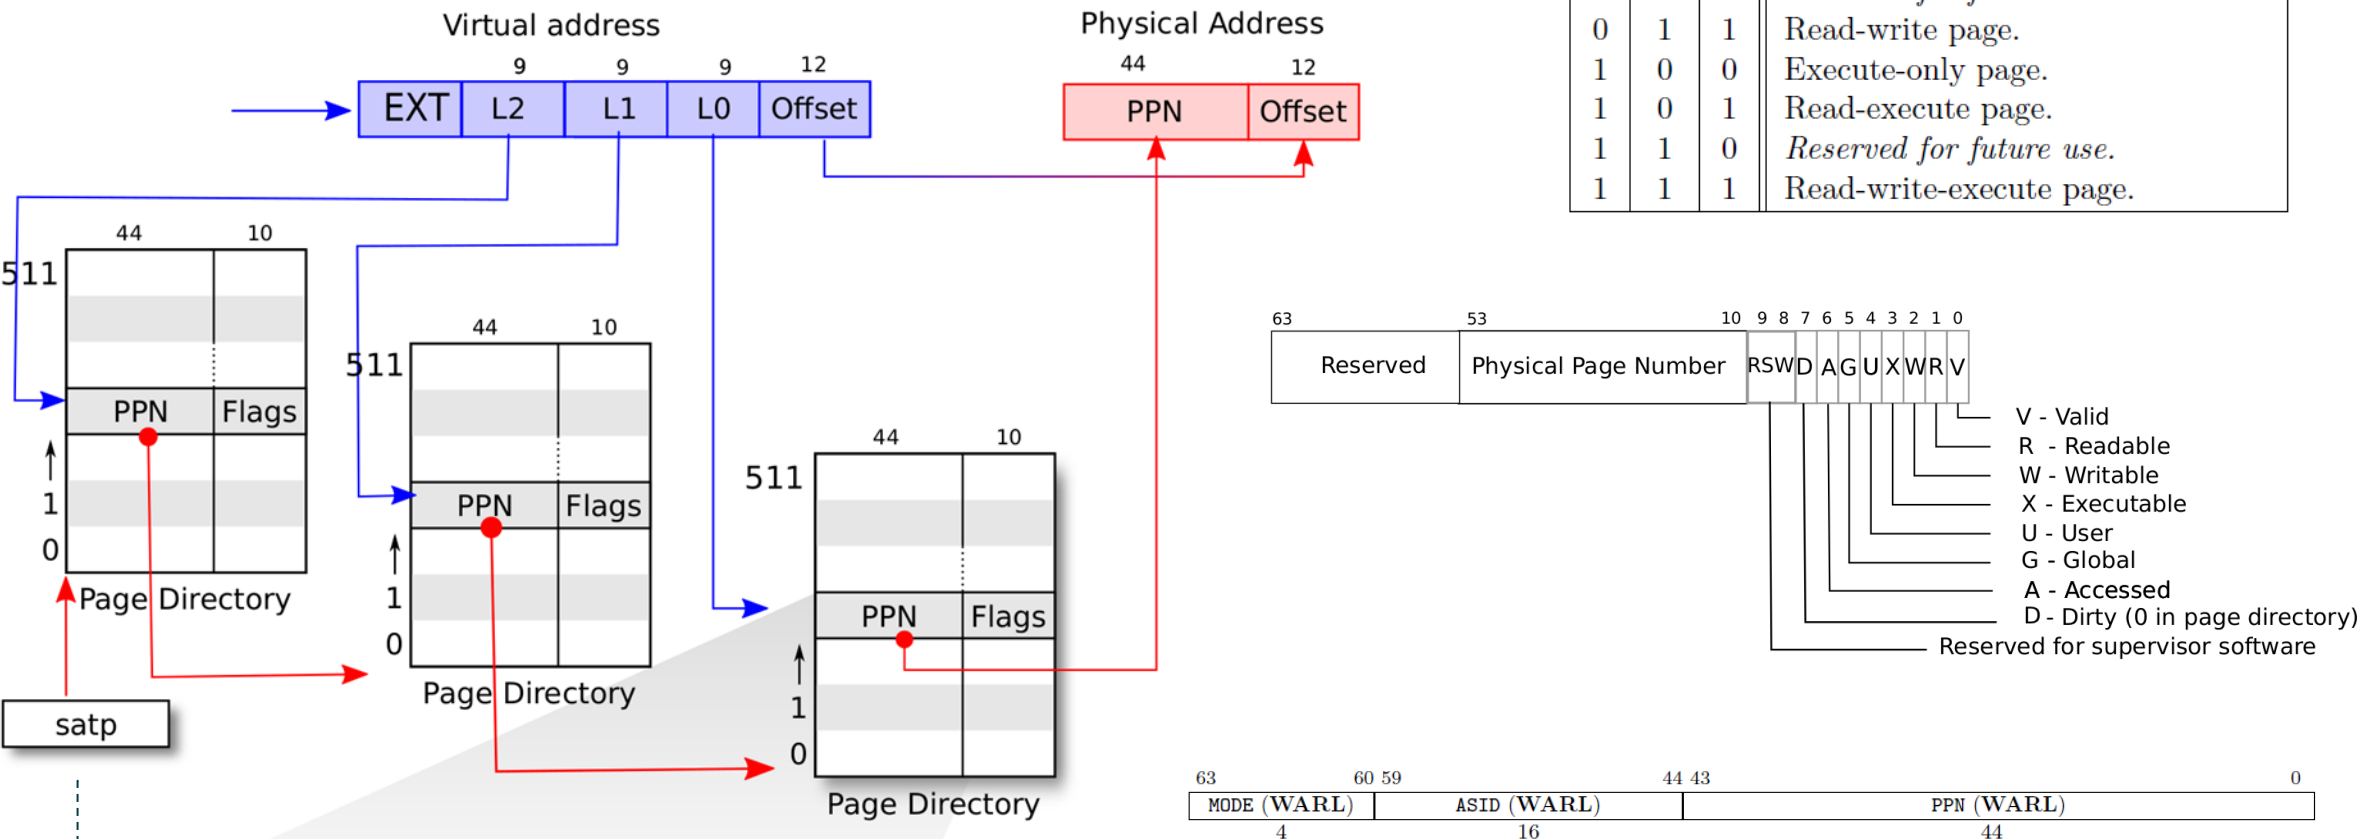 Virtual address
9 9 9 12
EXT L2 L1 L0 Offset
Physical Address
44 12
PPN Offset
44 10
511
PPN Flags
1
0
Page Directory
satp
44 10
511
PPN Flags
1
0
Page Directory
44 10
511
PPN Flags
1
0
Page Directory
0 1 1 Read-write page.
1 0 0 Execute-only page.
1 0 1 Read-execute page.
1 1 0 Reserved for future use.
1 1 1 Read-write-execute page.
63 53 10 9 8 7 6 5 4 3 2 1 0
Reserved Physical Page Number RSW D A G U X W R V
V - Valid
R - Readable
W - Writable
X - Executable
U - User
G - Global
A - Accessed
D - Dirty (0 in page directory)
Reserved for supervisor software
63 60 59 44 43 0
MODE (WARL) ASID (WARL) PPN (WARL)
4 16 44